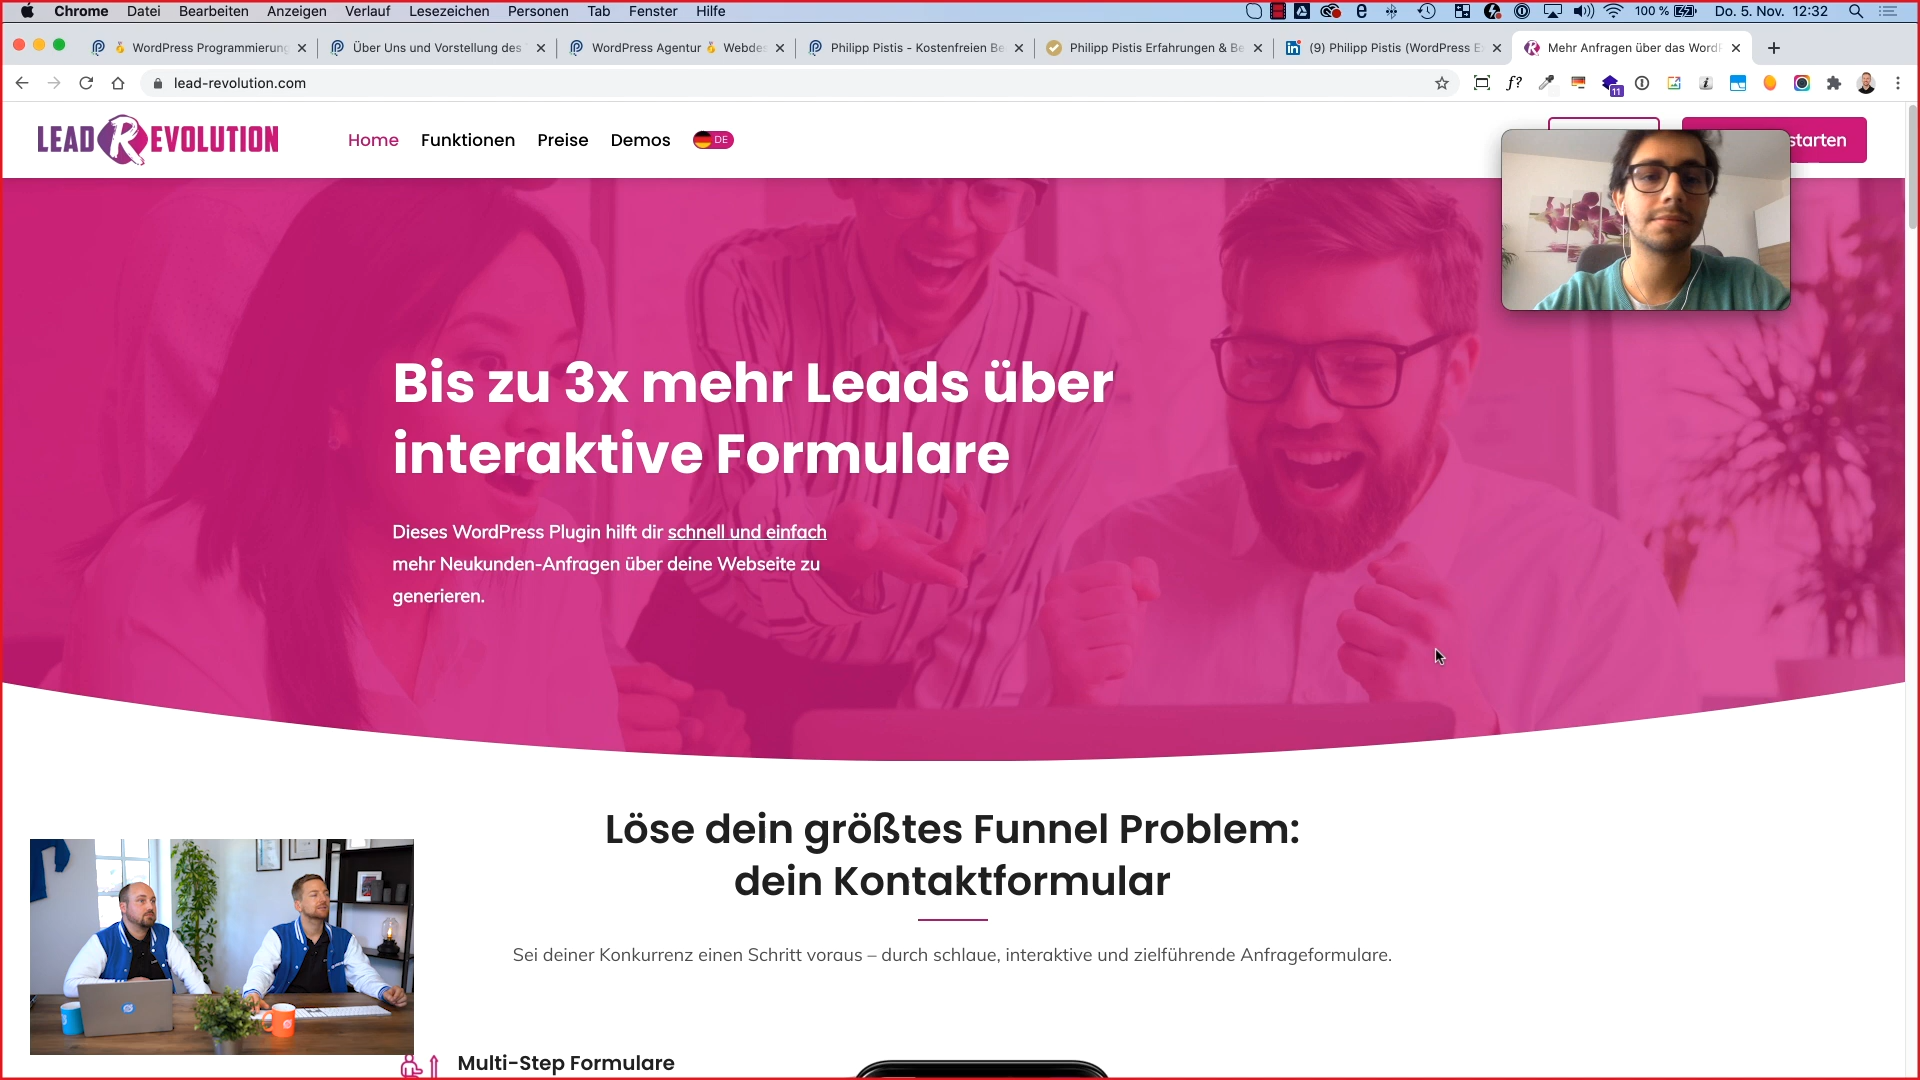 Chrome Datei Bearbeiten Anzeigen Verlauf Lesezeichen Personen Tab Fenster Hilfe 100 % Do. 5. Nov. 12:32
WordPress Programmierung Über Uns und Vorstellung des WordPress Agentur Webdes Philipp Pistis - Kostenfreien Be Philipp Pistis Erfahrungen & Be (9) Philipp Pistis (WordPress E Mehr Anfragen über das WordP
lead-revolution.com
f? 11
LEADREVOLUTION Home Funktionen Preise Demos DE starten
Bis zu 3x mehr Leads über
interaktive Formulare
Dieses WordPress Plugin hilft dir schnell und einfach
mehr Neukunden-Anfragen über deine Webseite zu
generieren.
Löse dein größtes Funnel Problem:
dein Kontaktformular
Sei deiner Konkurrenz einen Schritt voraus – durch schlaue, interaktive und zielführende Anfrageformulare.
Multi-Step Formulare